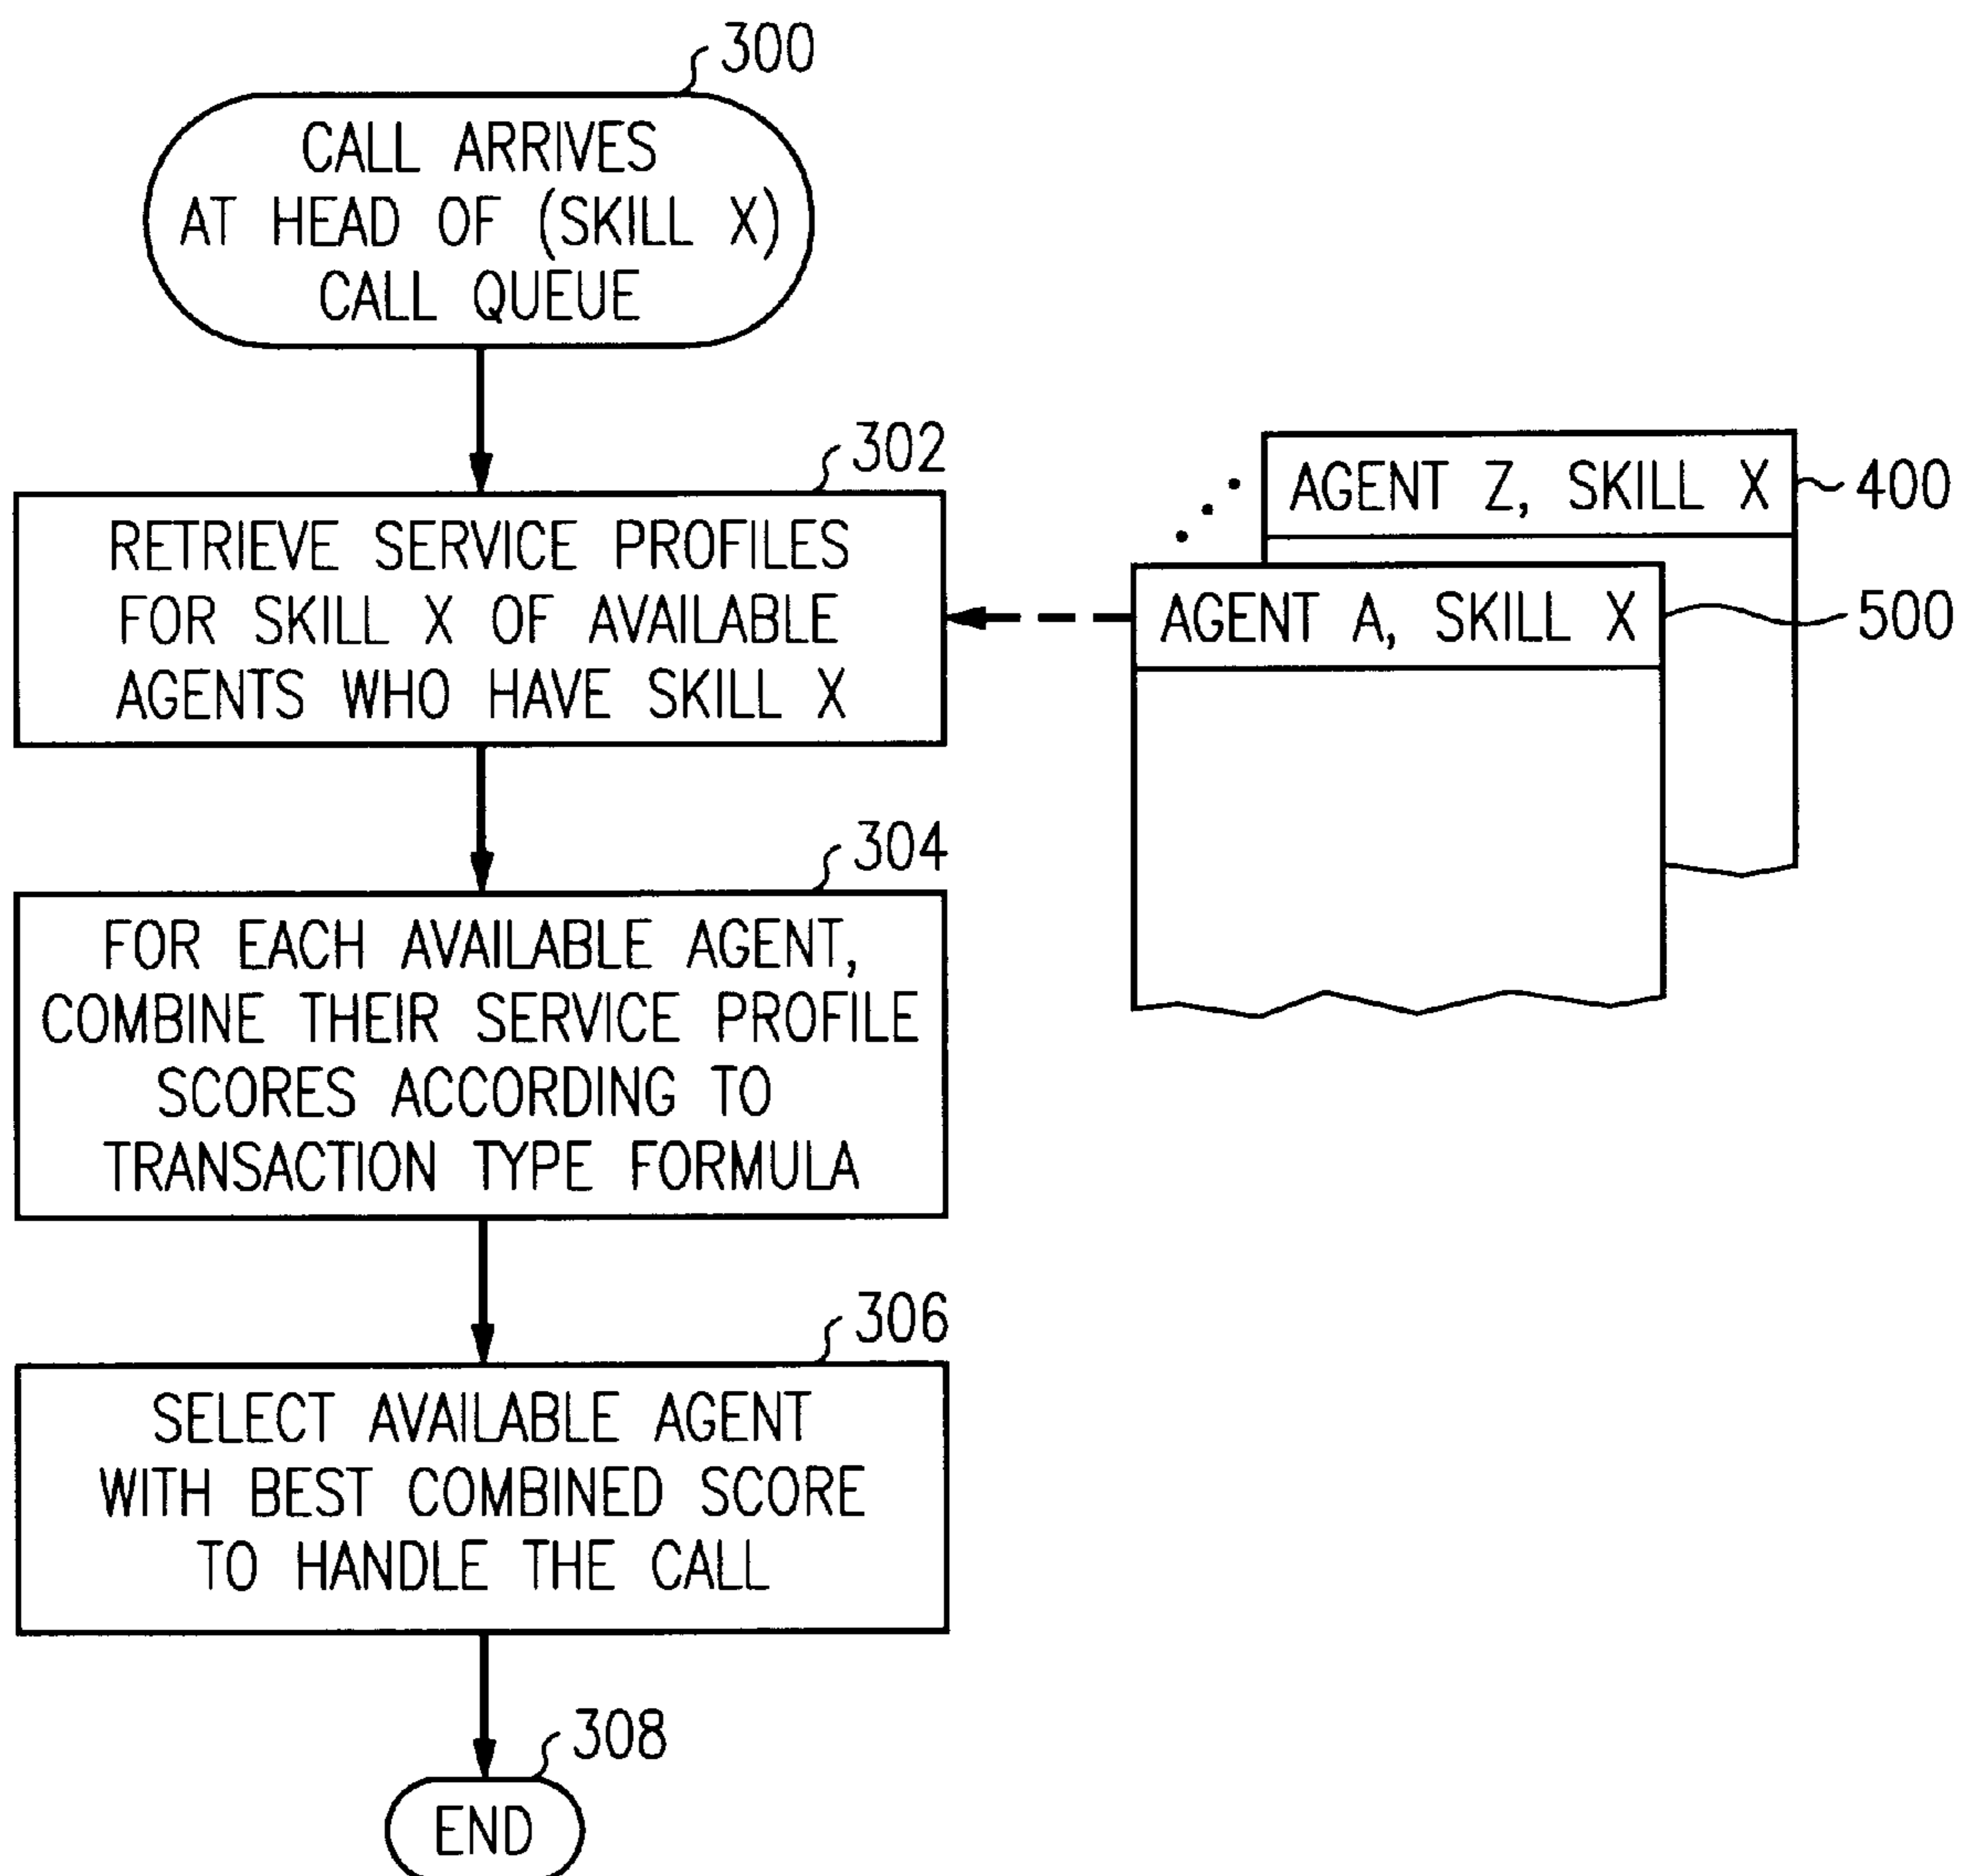 300
CALL ARRIVES
AT HEAD OF (SKILL X)
CALL QUEUE
302
RETRIEVE SERVICE PROFILES
FOR SKILL X OF AVAILABLE
AGENTS WHO HAVE SKILL X
AGENT Z, SKILL X
400
AGENT A, SKILL X
500
304
FOR EACH AVAILABLE AGENT,
COMBINE THEIR SERVICE PROFILE
SCORES ACCORDING TO
TRANSACTION TYPE FORMULA
306
SELECT AVAILABLE AGENT
WITH BEST COMBINED SCORE
TO HANDLE THE CALL
308
END